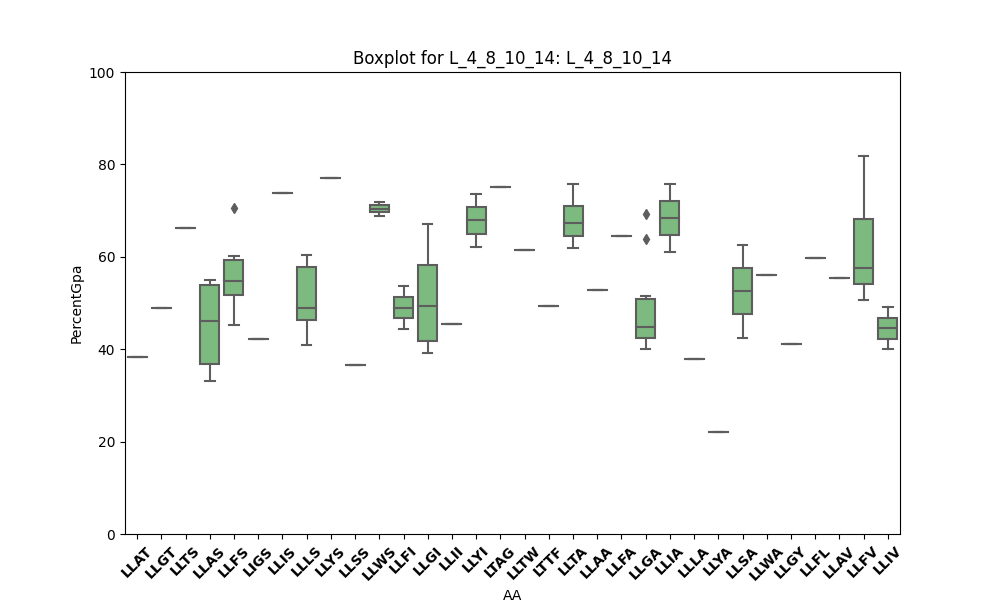 Boxplot for L_4_8_10_14: L_4_8_10_14
100
80
60
40
20
0
PercentGpa
LLAT LLGT LLTS LLAS LLFS LIGS LLIS LLLS LLYS LLSS LLWS LLFI LLGI LLII LLYI LTAG LLTW LTTF LLTA LLAA LLFA LLGA LLIA LLLA LLYA LLSA LLWA LLGY LLFL LLAV LLFV LLIV
AA